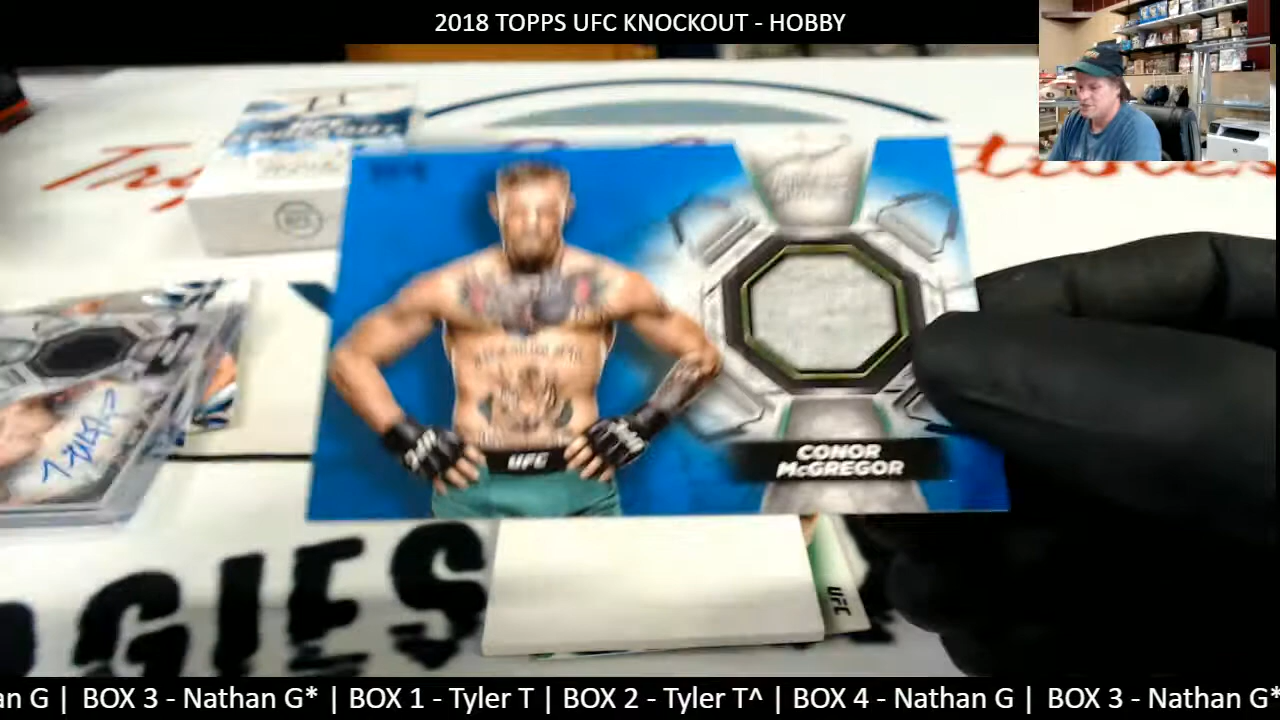 2018 TOPPS UFC KNOCKOUT - HOBBY
UFC
CONOR
McGREGOR
UFC
GIES
an G | BOX 3 - Nathan G* | BOX 1 - Tyler T | BOX 2 - Tyler T^ | BOX 4 - Nathan G | BOX 3 - Nathan G*